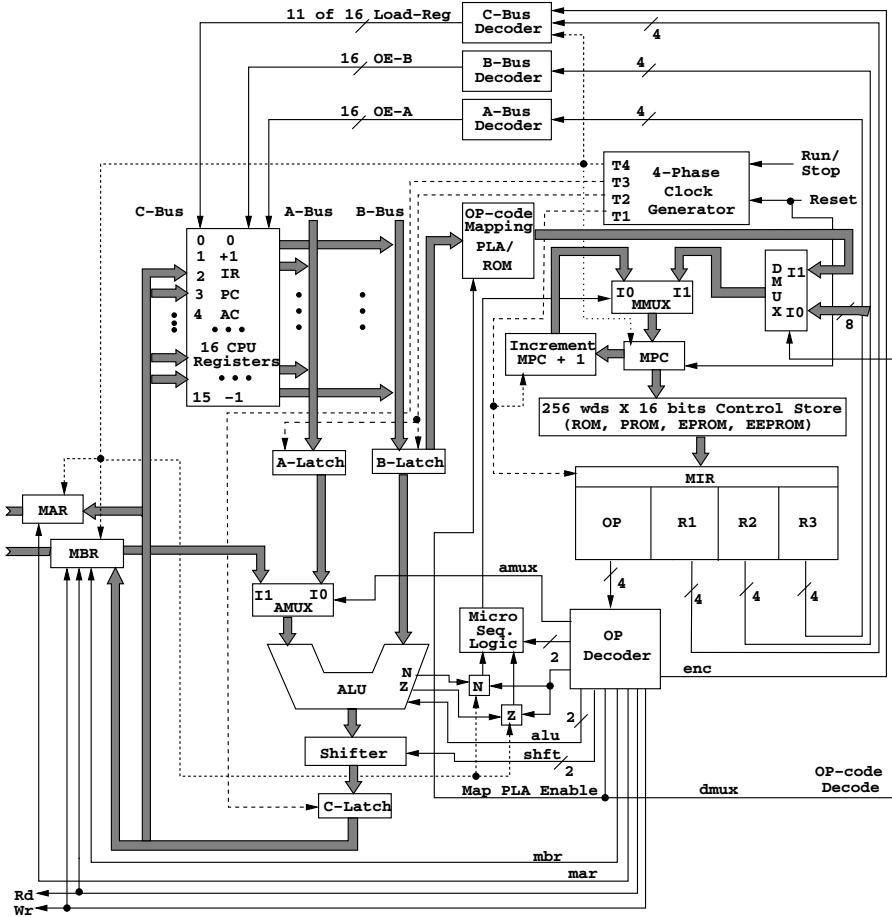 11 of 16 Load-Reg
C-Bus
Decoder
4
16 OE-B
B-Bus
Decoder
4
16 OE-A
A-Bus
Decoder
4
T4
T3
T2
T1
4-Phase
Clock
Generator
Run/
Stop
Reset
C-Bus
A-Bus
B-Bus
OP-code
Mapping
PLA/
ROM
0 0
1 +1
2 IR
3 PC
4 AC
16 CPU
Registers
15 -1
I0 I1
MMUX
D
M
U
X
I1
I0
8
Increment
MPC + 1
MPC
256 wds X 16 bits Control Store
(ROM, PROM, EPROM, EEPROM)
A-Latch
B-Latch
MIR
OP
R1
R2
R3
MAR
MBR
4
4
4
4
amux
I1 I0
AMUX
Micro
Seq.
Logic
2
OP
Decoder
enc
ALU
N
Z
N
Z
alu
2
Shifter
shft
2
C-Latch
Map PLA Enable
dmux
OP-code
Decode
mbr
mar
Rd
Wr